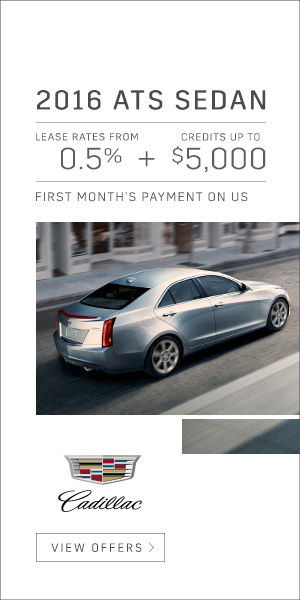 2016 ATS SEDAN
LEASE RATES FROM CREDITS UP TO
0.5% + $5,000
FIRST MONTH'S PAYMENT ON US
Cadillac
VIEW OFFERS >